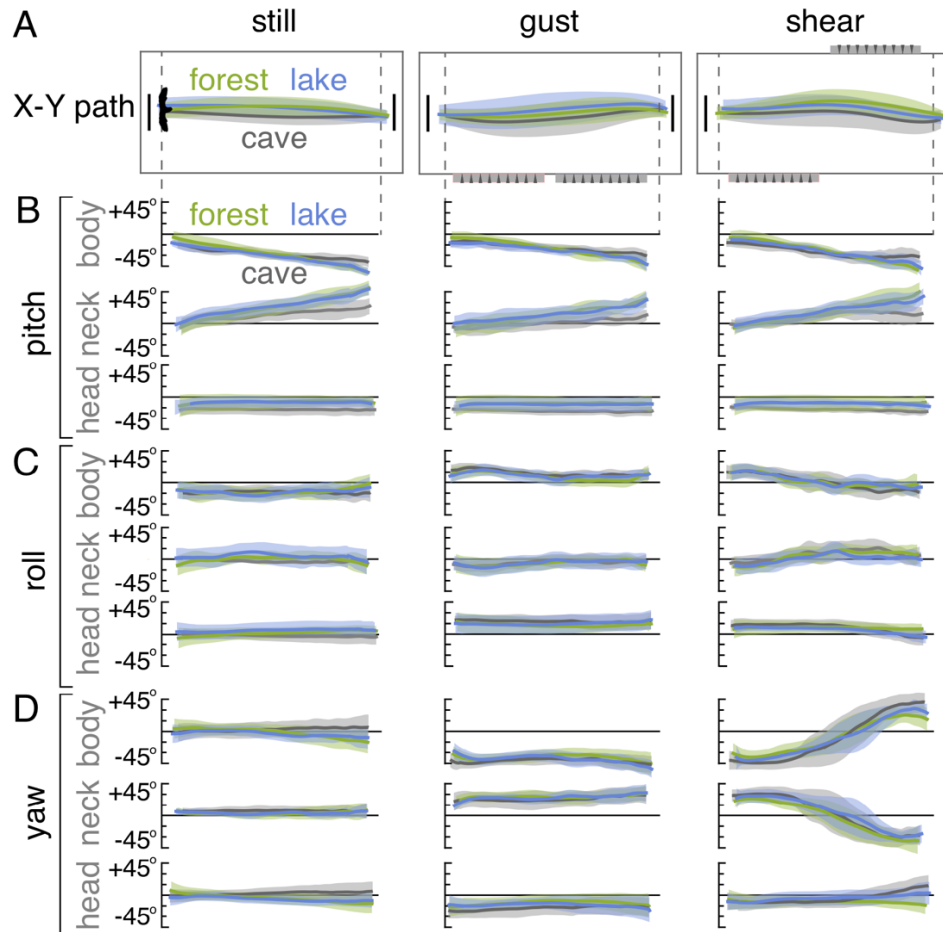 A still gust shear
X-Y path
forest lake
cave
B
pitch
body +45° -45°
forest lake
cave
neck +45° -45°
head +45° -45°
C
roll
body +45° -45°
neck +45° -45°
head +45° -45°
D
yaw
body +45° -45°
neck +45° -45°
head +45° -45°